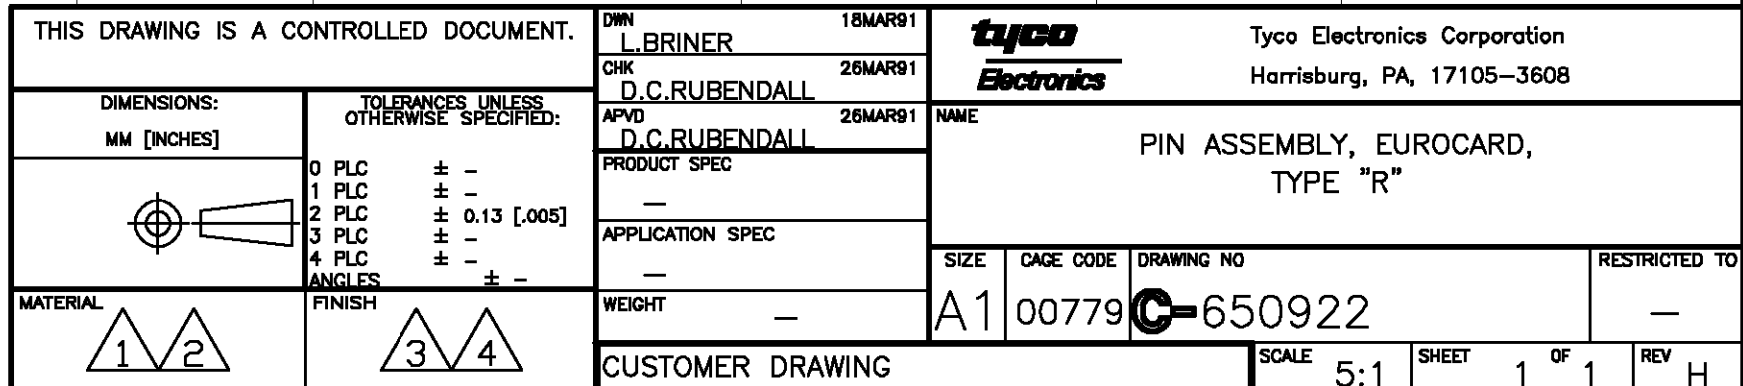 THIS DRAWING IS A CONTROLLED DOCUMENT.
DIMENSIONS:
MM [INCHES]
TOLERANCES UNLESS
OTHERWISE SPECIFIED:
0 PLC ± -
1 PLC ± -
2 PLC ± 0.13 [.005]
3 PLC ± -
4 PLC ± -
ANGLES ± -
MATERIAL
1 2
FINISH
3 4
DWN 18MAR91
L.BRINER
CHK 26MAR91
D.C.RUBENDALL
APVD 26MAR91
D.C.RUBENDALL
PRODUCT SPEC
—
APPLICATION SPEC
—
WEIGHT —
CUSTOMER DRAWING
tyco
Electronics
Tyco Electronics Corporation
Harrisburg, PA, 17105-3608
NAME
PIN ASSEMBLY, EUROCARD,
TYPE "R"
SIZE
A1
CAGE CODE
00779
DRAWING NO
C-650922
RESTRICTED TO
—
SCALE 5:1
SHEET 1 OF 1
REV H